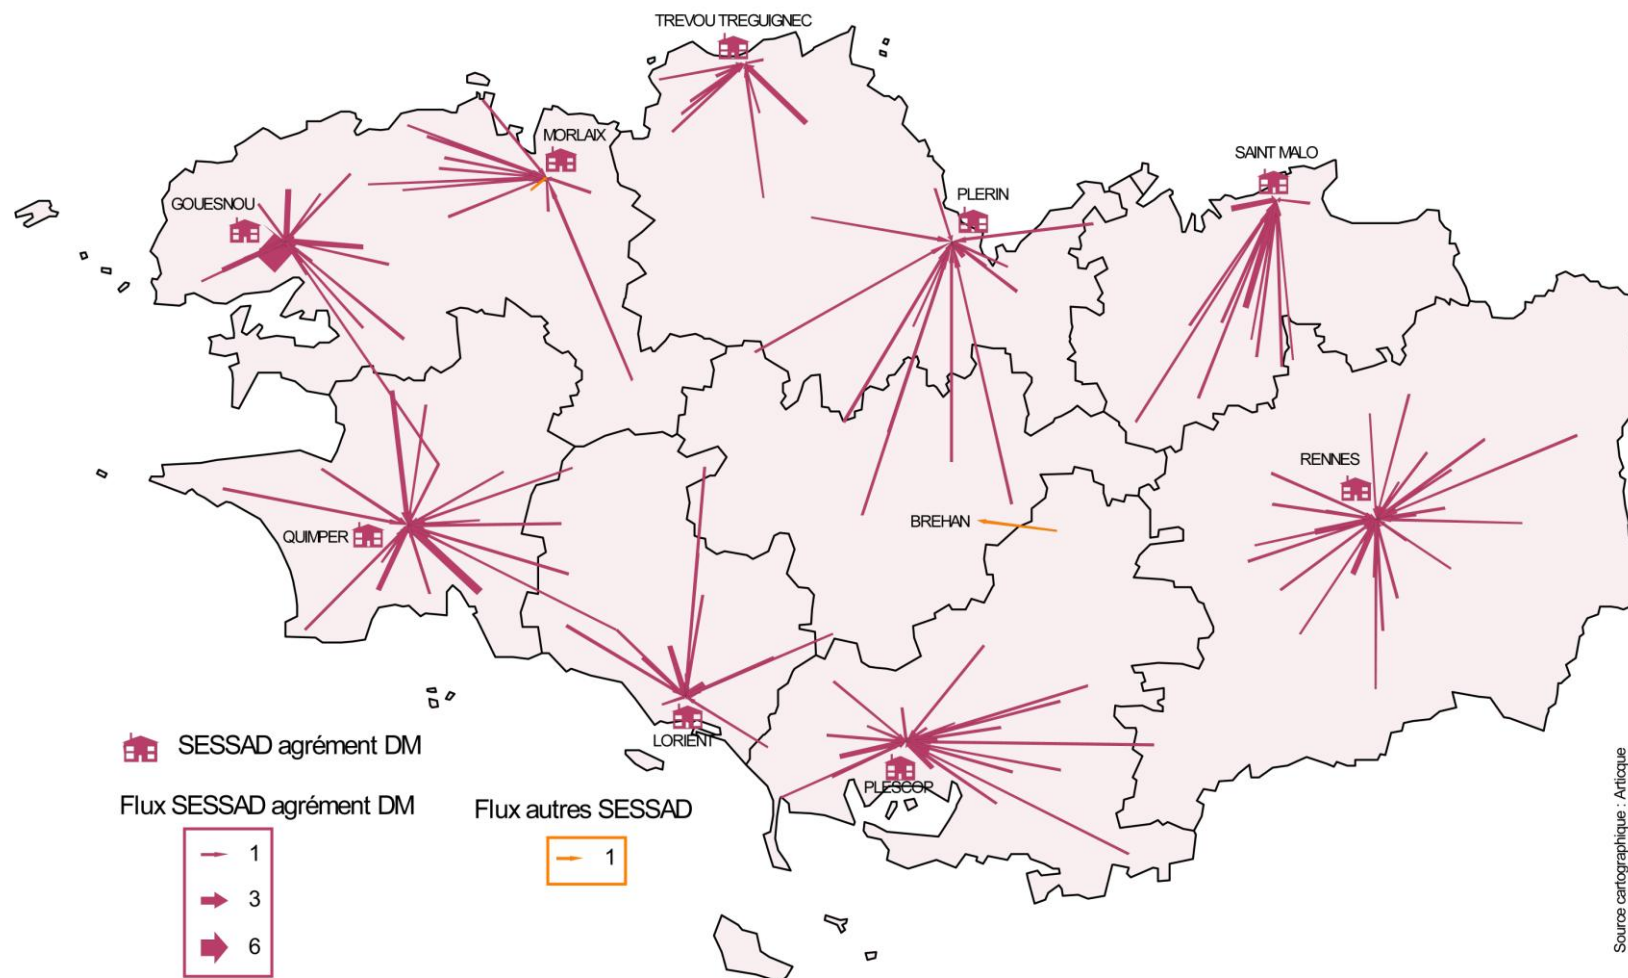 TREVOU TREGUIGNEC
MORLAIX
SAINT MALO
GOUESNOU
PLERIN
RENNES
BREHAN
QUIMPER
LORIENT
PLESCOP
SESSAD agrément DM
Flux SESSAD agrément DM
1
3
6
Flux autres SESSAD
1
Source cartographique : Articque